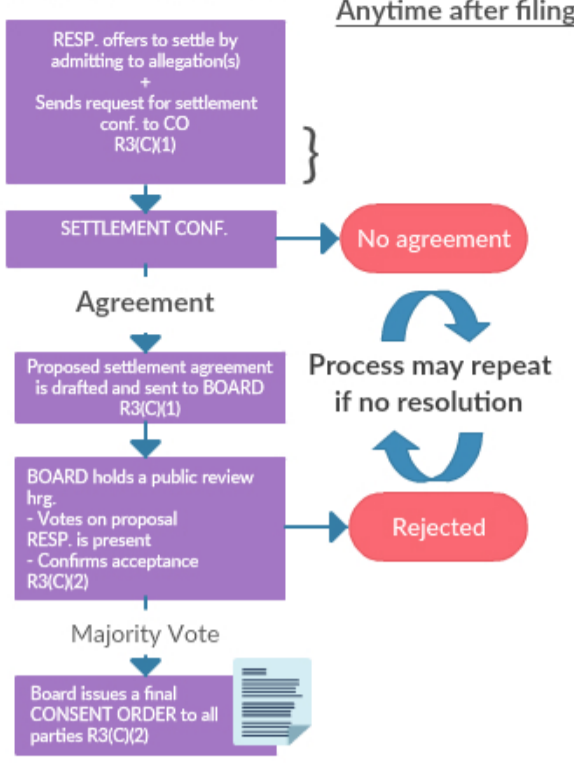 Anytime after filing
RESP. offers to settle by
admitting to allegation(s)
+
Sends request for settlement
conf. to CO
R3(C)(1)
}
SETTLEMENT CONF.
No agreement
Agreement
Proposed settlement agreement
is drafted and sent to BOARD
R3(C)(1)
Process may repeat
if no resolution
BOARD holds a public review
hrg.
- Votes on proposal
RESP. is present
- Confirms acceptance
R3(C)(2)
Rejected
Majority Vote
Board issues a final
CONSENT ORDER to all
parties R3(C)(2)